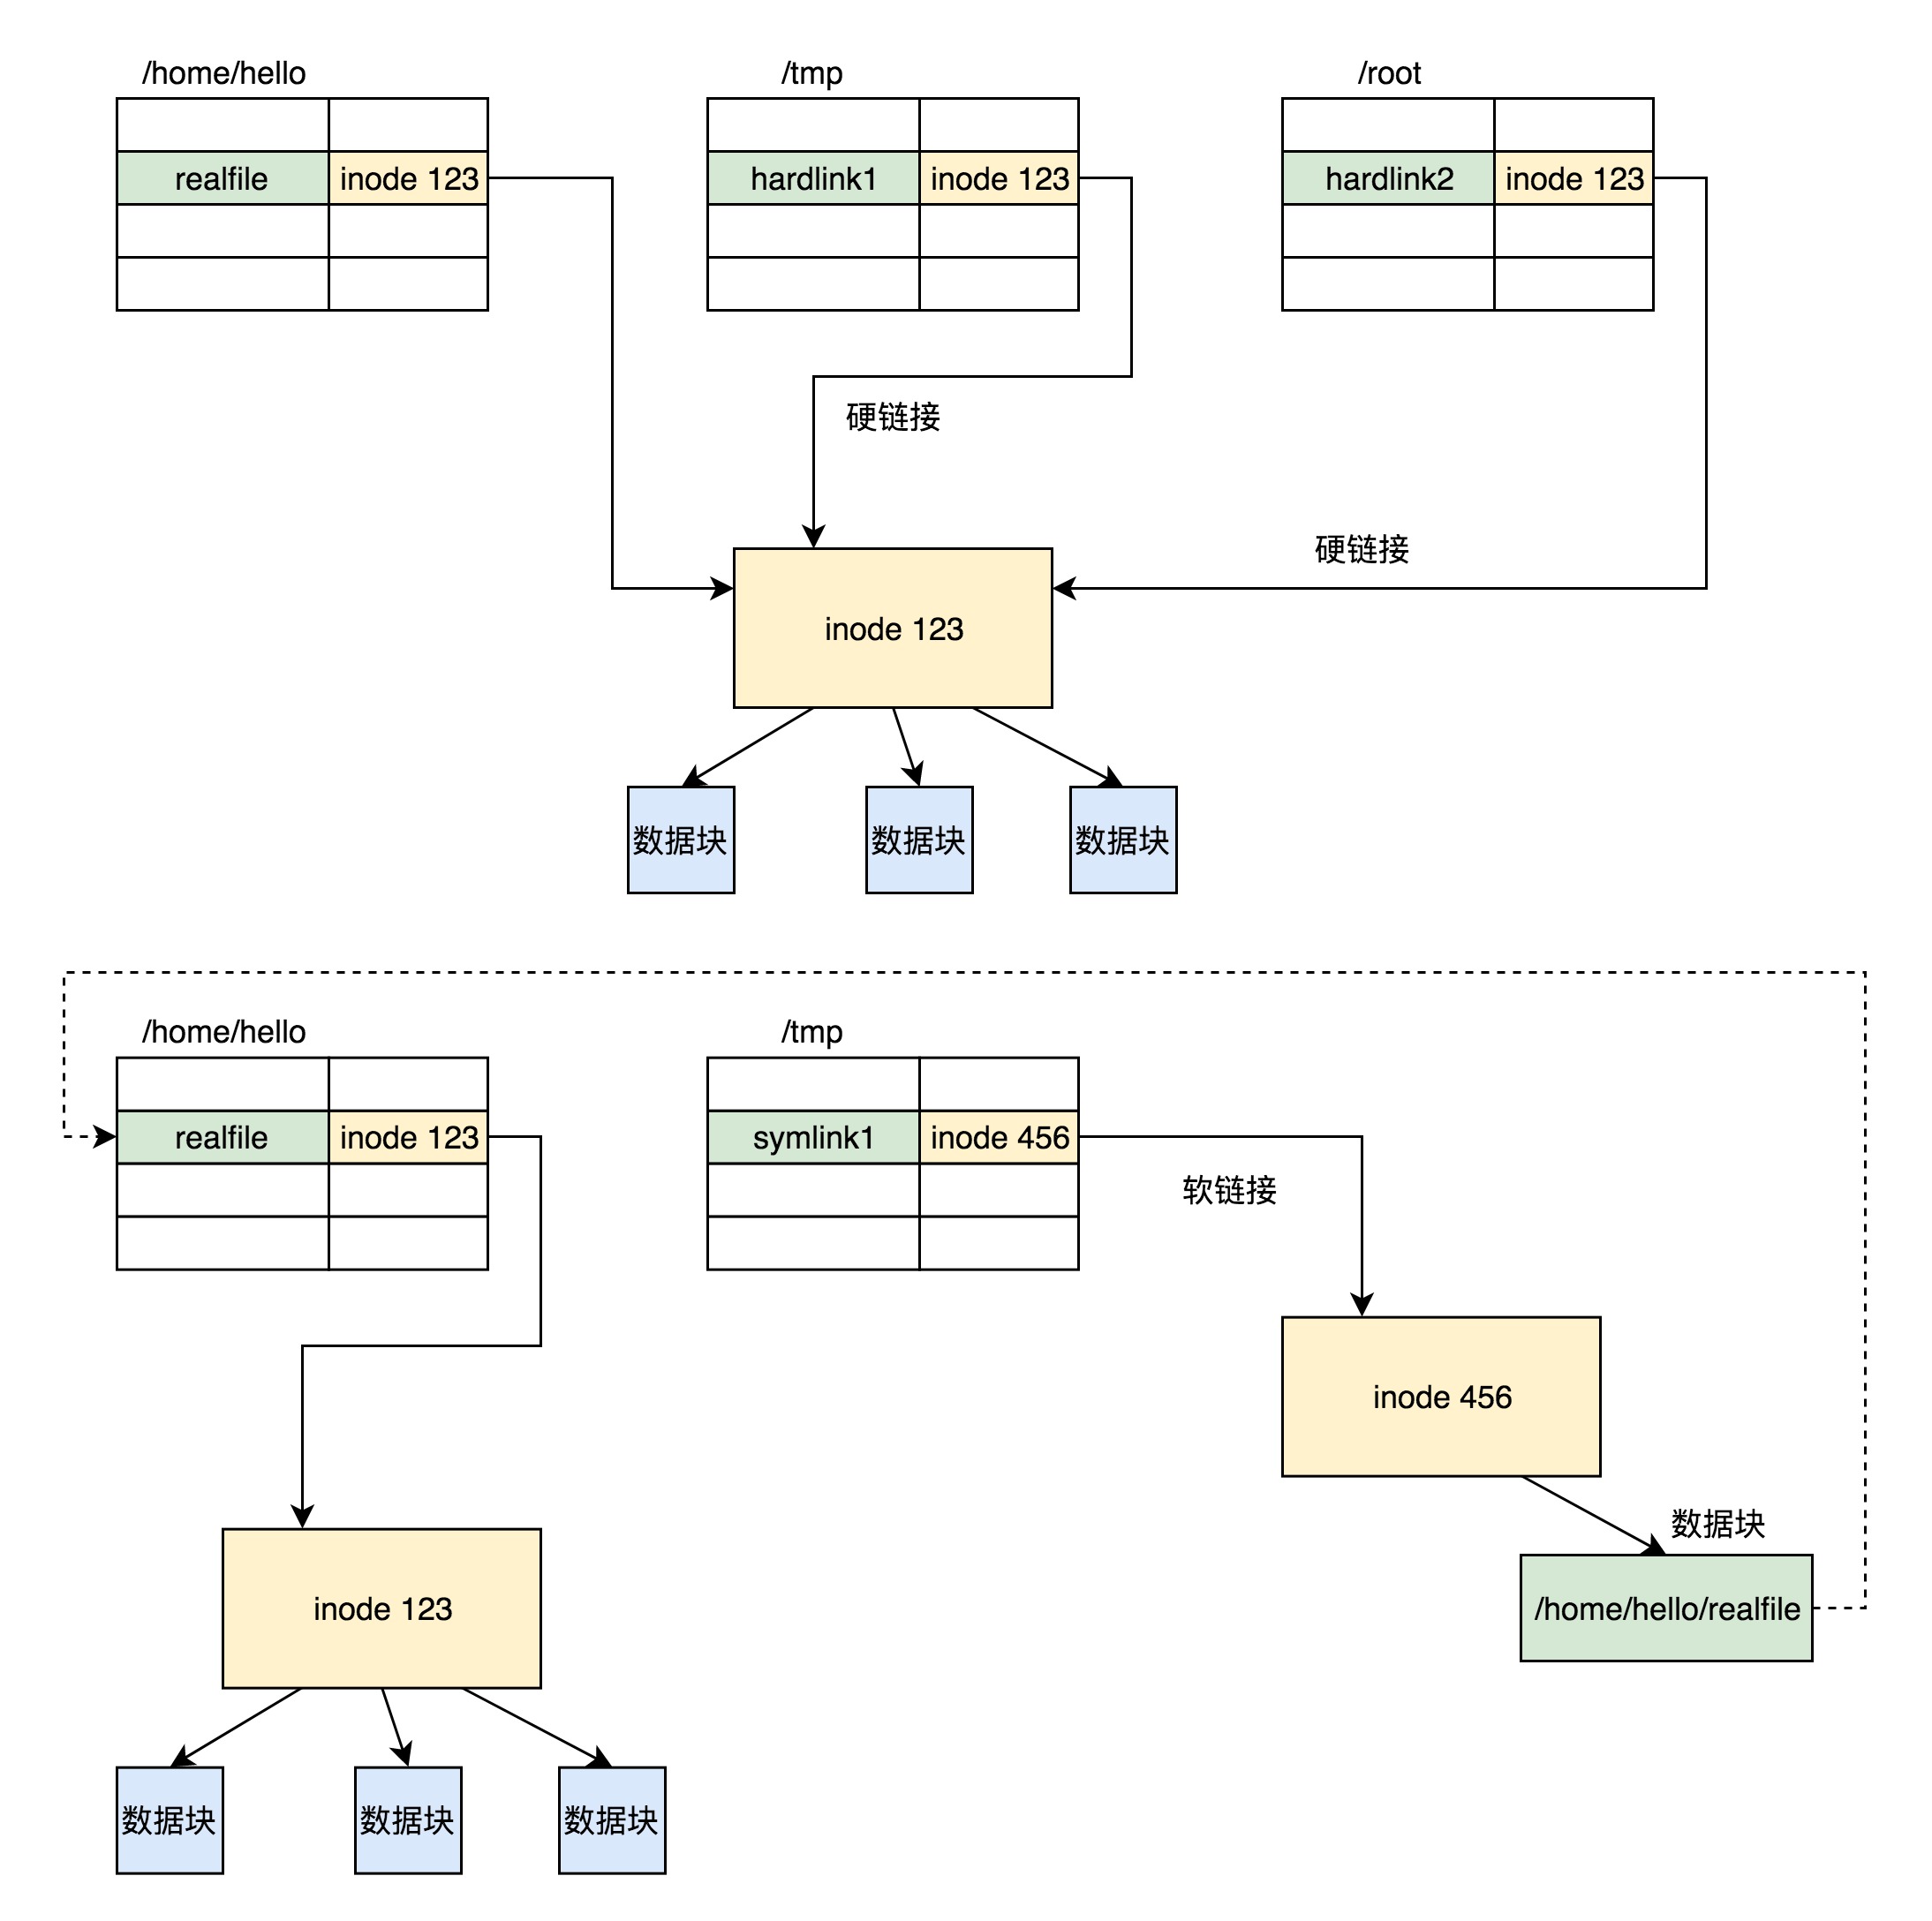 /home/hello
/tmp
/root
realfile
inode 123
hardlink1
inode 123
hardlink2
inode 123
硬链接
硬链接
inode 123
数据块
数据块
数据块
/home/hello
/tmp
realfile
inode 123
symlink1
inode 456
软链接
inode 456
数据块
/home/hello/realfile
inode 123
数据块
数据块
数据块